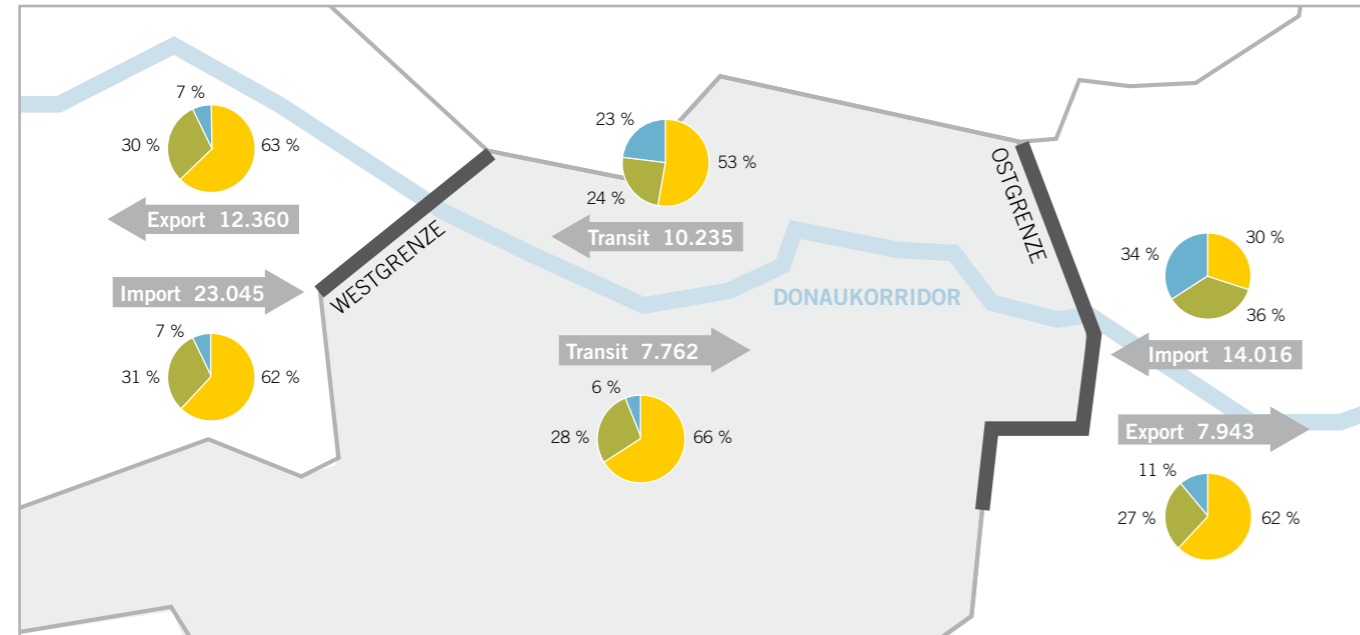 7 %
30 %
63 %
Export 12.360
Import 23.045
7 %
31 %
62 %
WESTGRENZE
23 %
53 %
24 %
Transit 10.235
DONAUKORRIDOR
Transit 7.762
6 %
28 %
66 %
OSTGRENZE
34 %
30 %
36 %
Import 14.016
Export 7.943
11 %
27 %
62 %